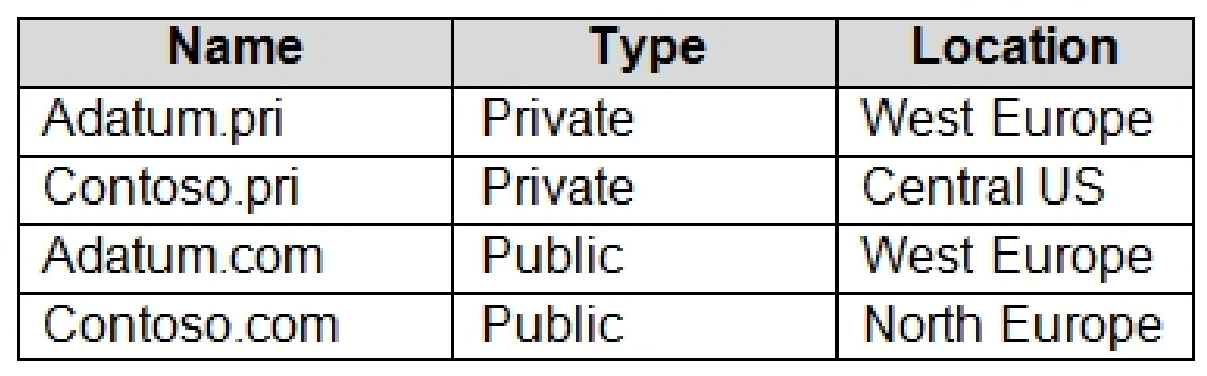 Name Type Location
Adatum.pri Private West Europe
Contoso.pri Private Central US
Adatum.com Public West Europe
Contoso.com Public North Europe